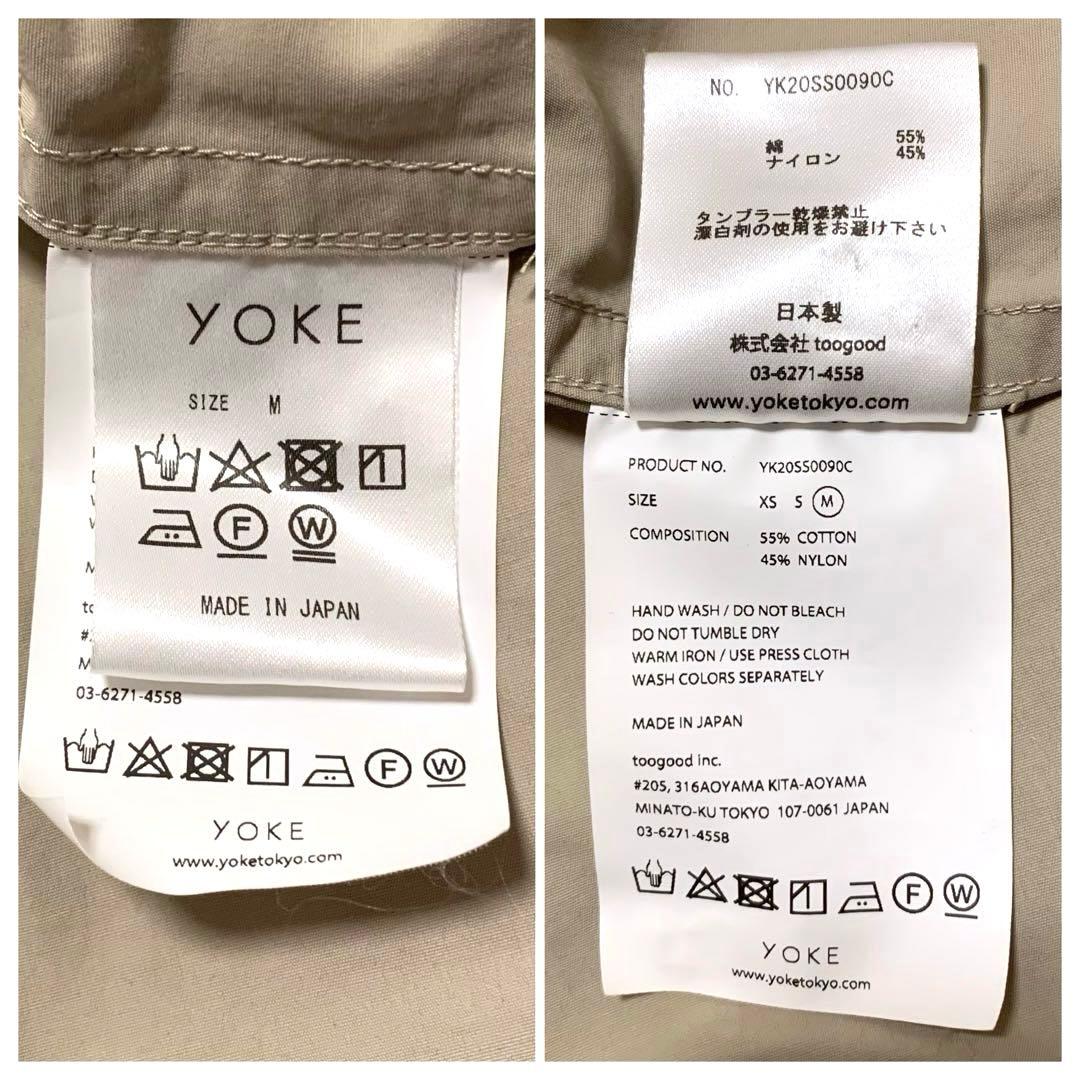 YOKE
SIZE M
F W
MADE IN JAPAN
03-6271-4558
F W
YOKE
www.yoketokyo.com
NO. YK20SS0090C
綿 55%
ナイロン 45%
タンブラー乾燥禁止
漂白剤の使用をお避け下さい
日本製
株式会社 toogood
03-6271-4558
www.yoketokyo.com
PRODUCT NO. YK20SS0090C
SIZE XS S M
COMPOSITION 55% COTTON
45% NYLON
HAND WASH / DO NOT BLEACH
DO NOT TUMBLE DRY
WARM IRON / USE PRESS CLOTH
WASH COLORS SEPARATELY
MADE IN JAPAN
toogood inc.
#205, 316AOYAMA KITA-AOYAMA
MINATO-KU TOKYO 107-0061 JAPAN
03-6271-4558
F W
YOKE
www.yoketokyo.com